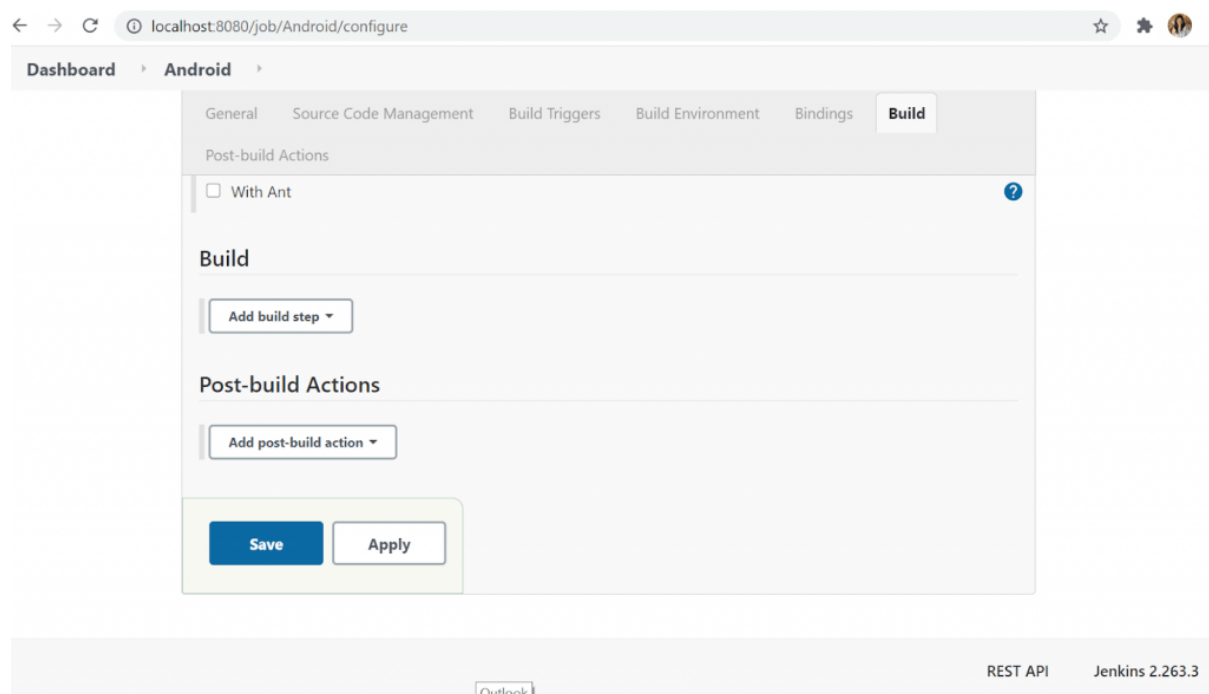 localhost:8080/job/Android/configure
Dashboard Android
General Source Code Management Build Triggers Build Environment Bindings Build
Post-build Actions
With Ant ?
Build
Add build step
Post-build Actions
Add post-build action
Save Apply
REST API Jenkins 2.263.3
Outlook